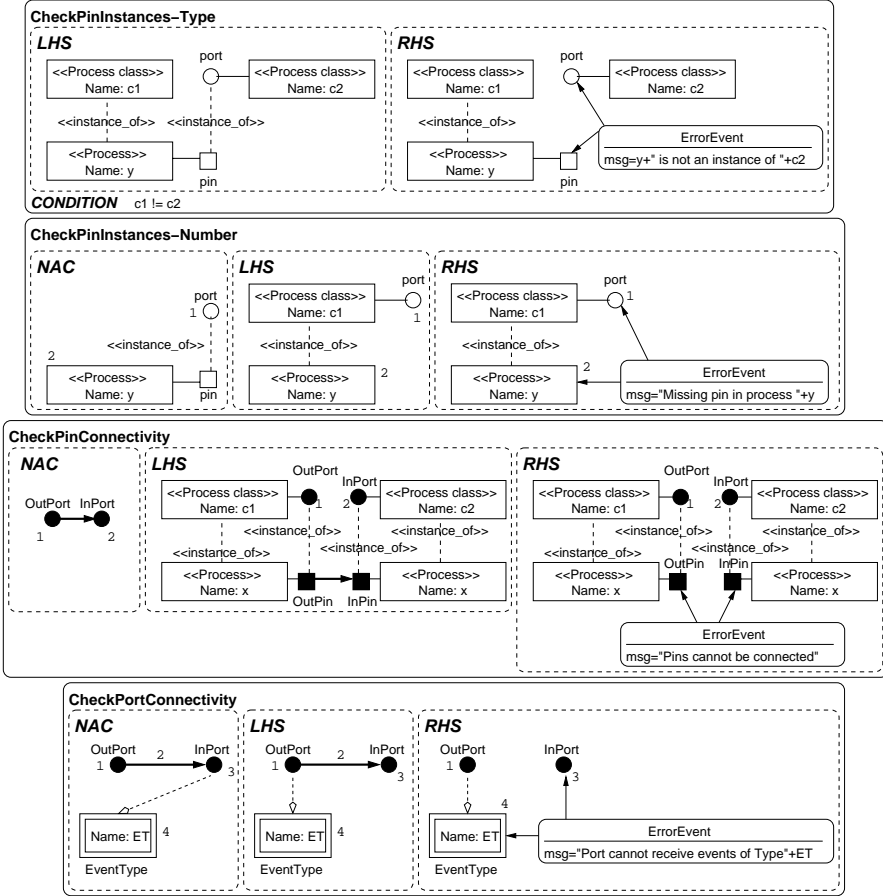 CheckPinInstances–Type
LHS
port
<<Process class>>
Name: c1
<<Process class>>
Name: c2
<<instance_of>>
<<instance_of>>
<<Process>>
Name: y
pin
RHS
port
<<Process class>>
Name: c1
<<Process class>>
Name: c2
<<instance_of>>
<<Process>>
Name: y
pin
ErrorEvent
msg=y+" is not an instance of "+c2
CONDITION c1 != c2
CheckPinInstances–Number
NAC
port
1
<<instance_of>>
2
<<Process>>
Name: y
pin
LHS
port
1
<<Process class>>
Name: c1
<<instance_of>>
<<Process>>
Name: y
2
RHS
port
1
<<Process class>>
Name: c1
<<instance_of>>
2
<<Process>>
Name: y
ErrorEvent
msg="Missing pin in process "+y
CheckPinConnectivity
NAC
OutPort InPort
1 2
LHS
OutPort
InPort
<<Process class>>
Name: c1
1
2
<<Process class>>
Name: c2
<<instance_of>>
<<instance_of>>
<<instance_of>>
<<instance_of>>
<<Process>>
Name: x
<<Process>>
Name: x
OutPin InPin
RHS
OutPort
InPort
<<Process class>>
Name: c1
1
2
<<Process class>>
Name: c2
<<instance_of>>
<<instance_of>>
<<instance_of>>
<<instance_of>>
OutPin InPin
<<Process>>
Name: x
<<Process>>
Name: x
ErrorEvent
msg="Pins cannot be connected"
CheckPortConnectivity
NAC
OutPort InPort
1
2
3
Name: ET
4
EventType
LHS
OutPort InPort
1
2
3
Name: ET
4
EventType
RHS
OutPort InPort
1
3
4
Name: ET
EventType
ErrorEvent
msg="Port cannot receive events of Type"+ET